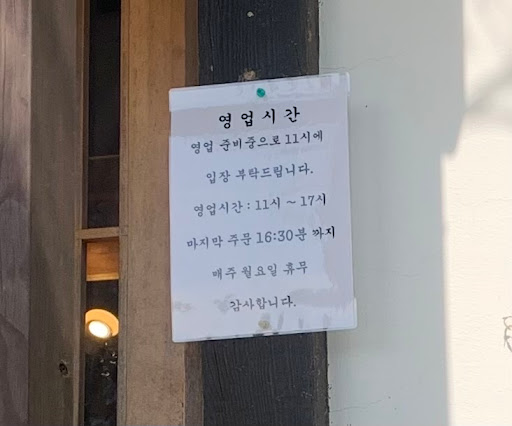 영업시간
영업 준비중으로 11시에
입장 부탁드립니다.
영업시간 : 11시 ~ 17시
마지막 주문 16:30분 까지
매주 월요일 휴무
감사합니다.